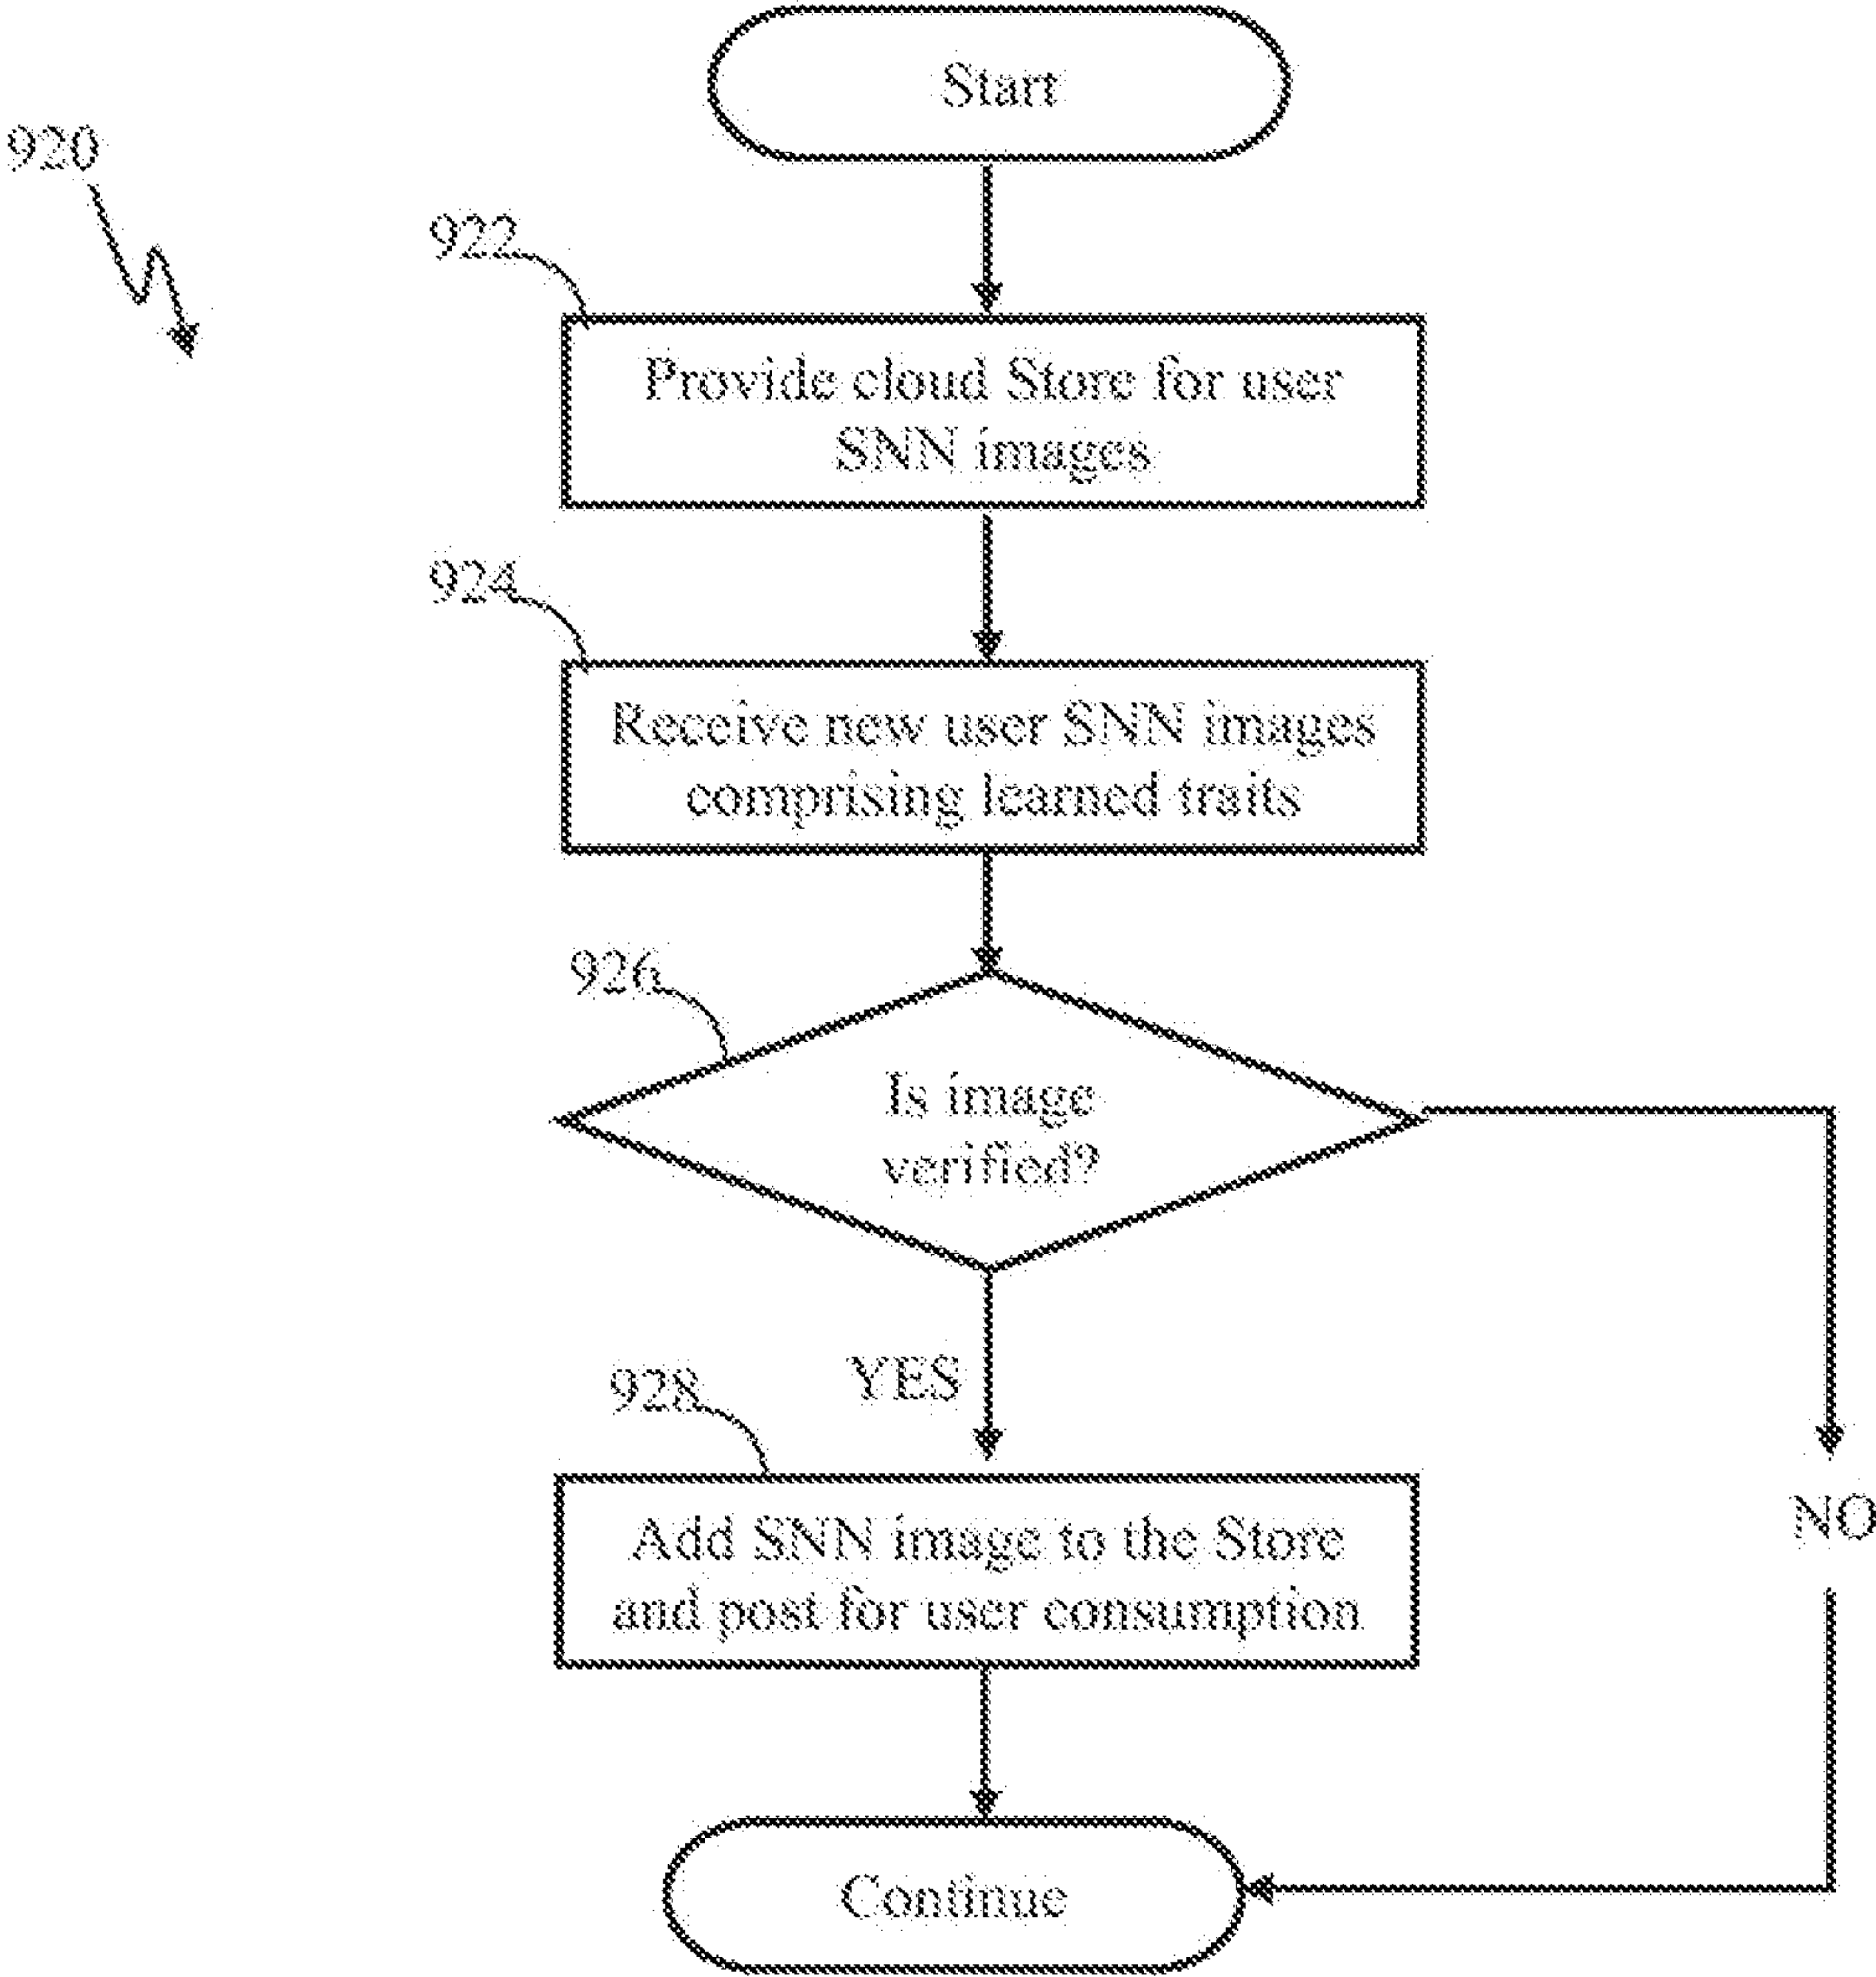 Start
920
922
Provide cloud Store for user
SNN images
924
Receive new user SNN images
comprising learned traits
926
Is image
verified?
YES
928
NO
Add SNN image to the Store
and post for user consumption
Continue